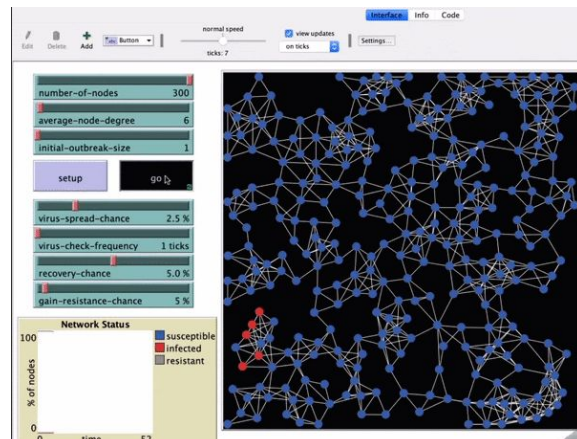 Interface Info Code
Edit Delete Add Button normal speed view updates Settings...
ticks: 7 on ticks
number-of-nodes 300
average-node-degree 6
initial-outbreak-size 1
setup go
virus-spread-chance 2.5 %
virus-check-frequency 1 ticks
recovery-chance 5.0 %
gain-resistance-chance 5 %
Network Status
100 susceptible
infected
resistant
% of nodes
0
0 time 52